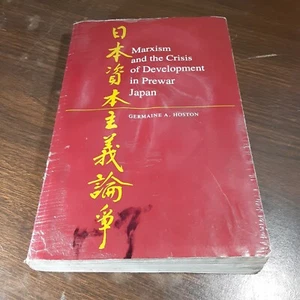 日本資本主義論争
Marxism
and the Crisis
of Development
in Prewar
Japan
GERMAINE A. HOSTON